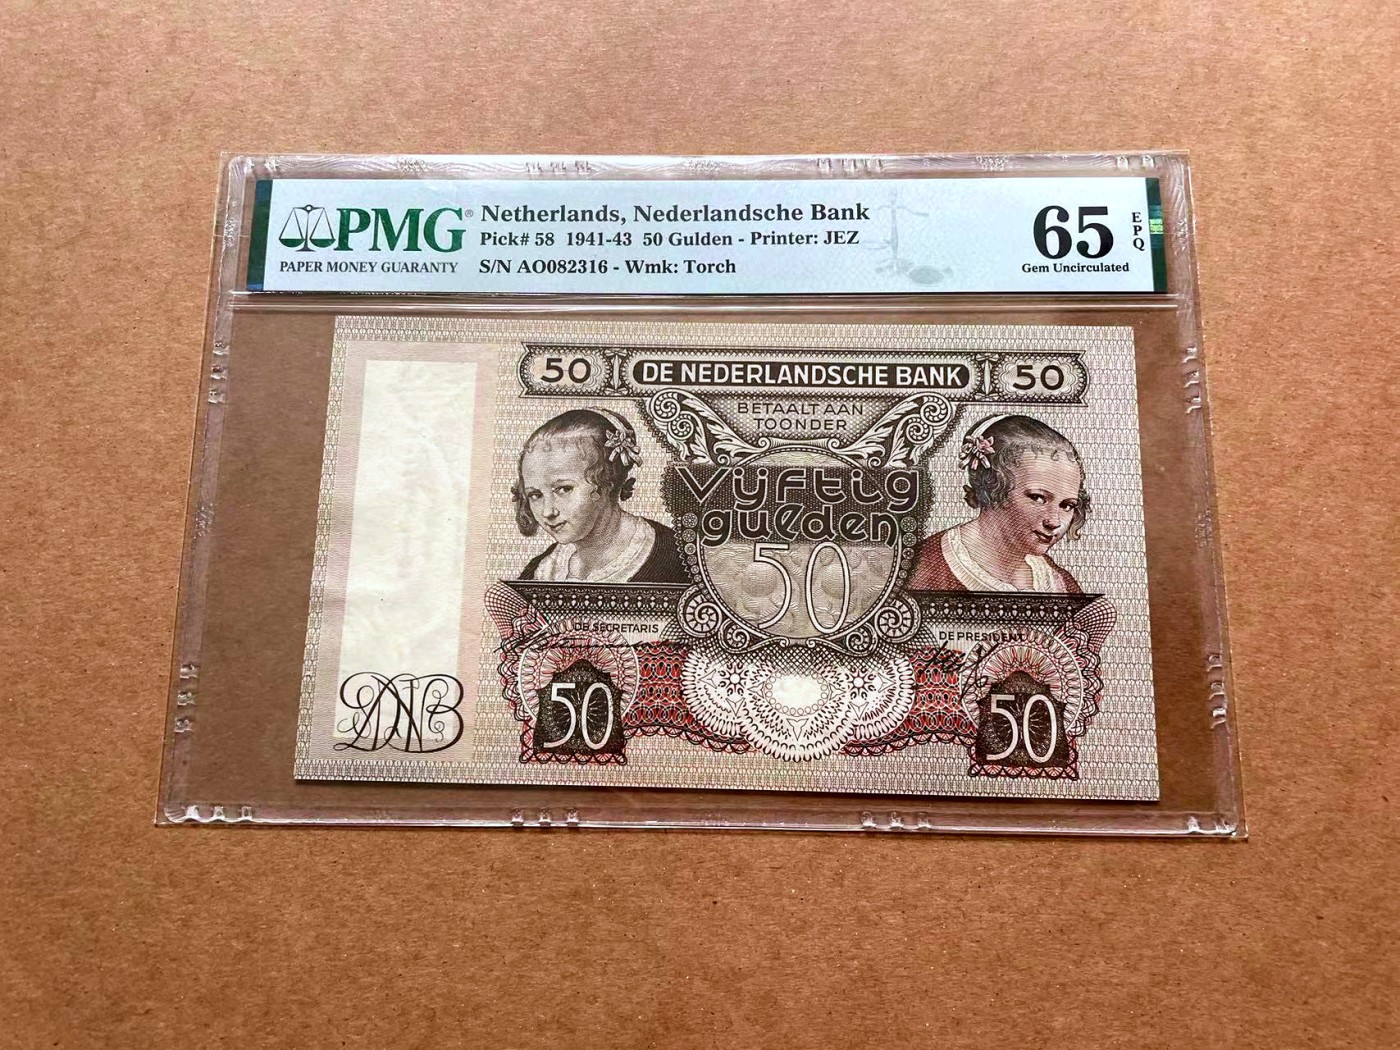 PMG®
PAPER MONEY GUARANTY
Netherlands, Nederlandsche Bank
Pick# 58 1941-43 50 Gulden - Printer: JEZ
S/N AO082316 - Wmk: Torch
65 EPQ
Gem Uncirculated
50 DE NEDERLANDSCHE BANK 50
BETAALT AAN
TOONDER
Vijftig
gulden
50
DE SECRETARIS
DE PRESIDENT
50
50
DNB